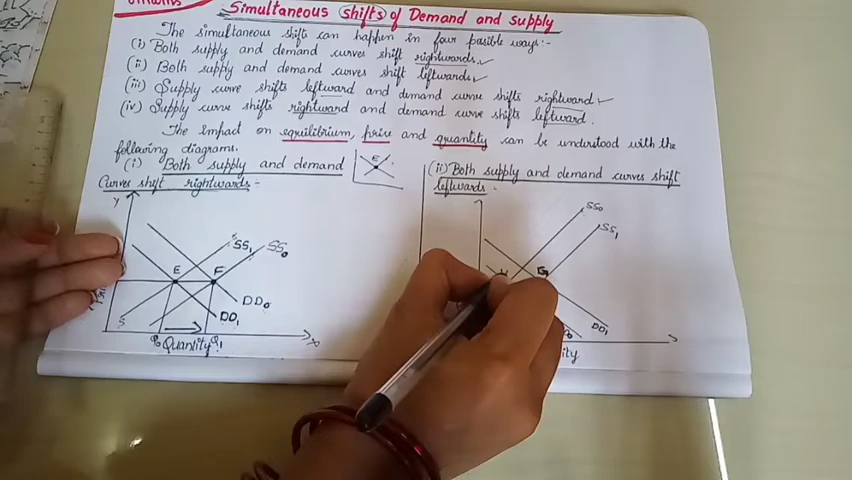 Simultaneous shifts of Demand and Supply
The simultaneous shift can happen in four posible ways:-
(i) Both supply and demand curves shift rightwards.
(ii) Both supply and demand curves shift leftwards
(iii) Supply curve shifts leftward and demand curve shifts rightward
(iv) Supply curve shifts rightward and demand curve shifts leftward.
The Impact on equilibrium, price and quantity can be understood with the
following diagrams.
(i) Both supply and demand
Curves shift rightwards-
E
(ii) Both supply and demand curves shift
leftwards-
Y
SS1
SS0
E
F
DD0
DD1
S
X
Quantity
Q1
SS0
SS1
DD1